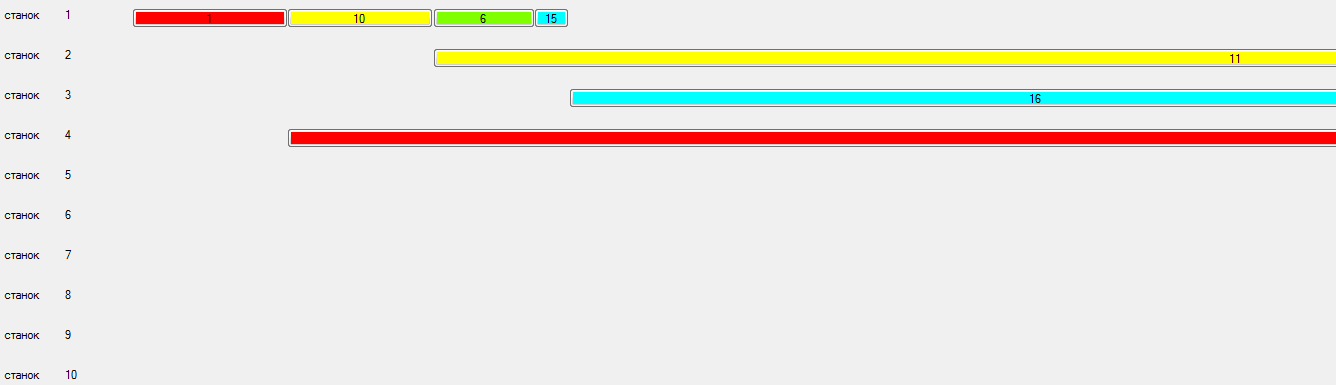 станок 1 1 10 6 15
станок 2 11
станок 3 16
станок 4
станок 5
станок 6
станок 7
станок 8
станок 9
станок 10